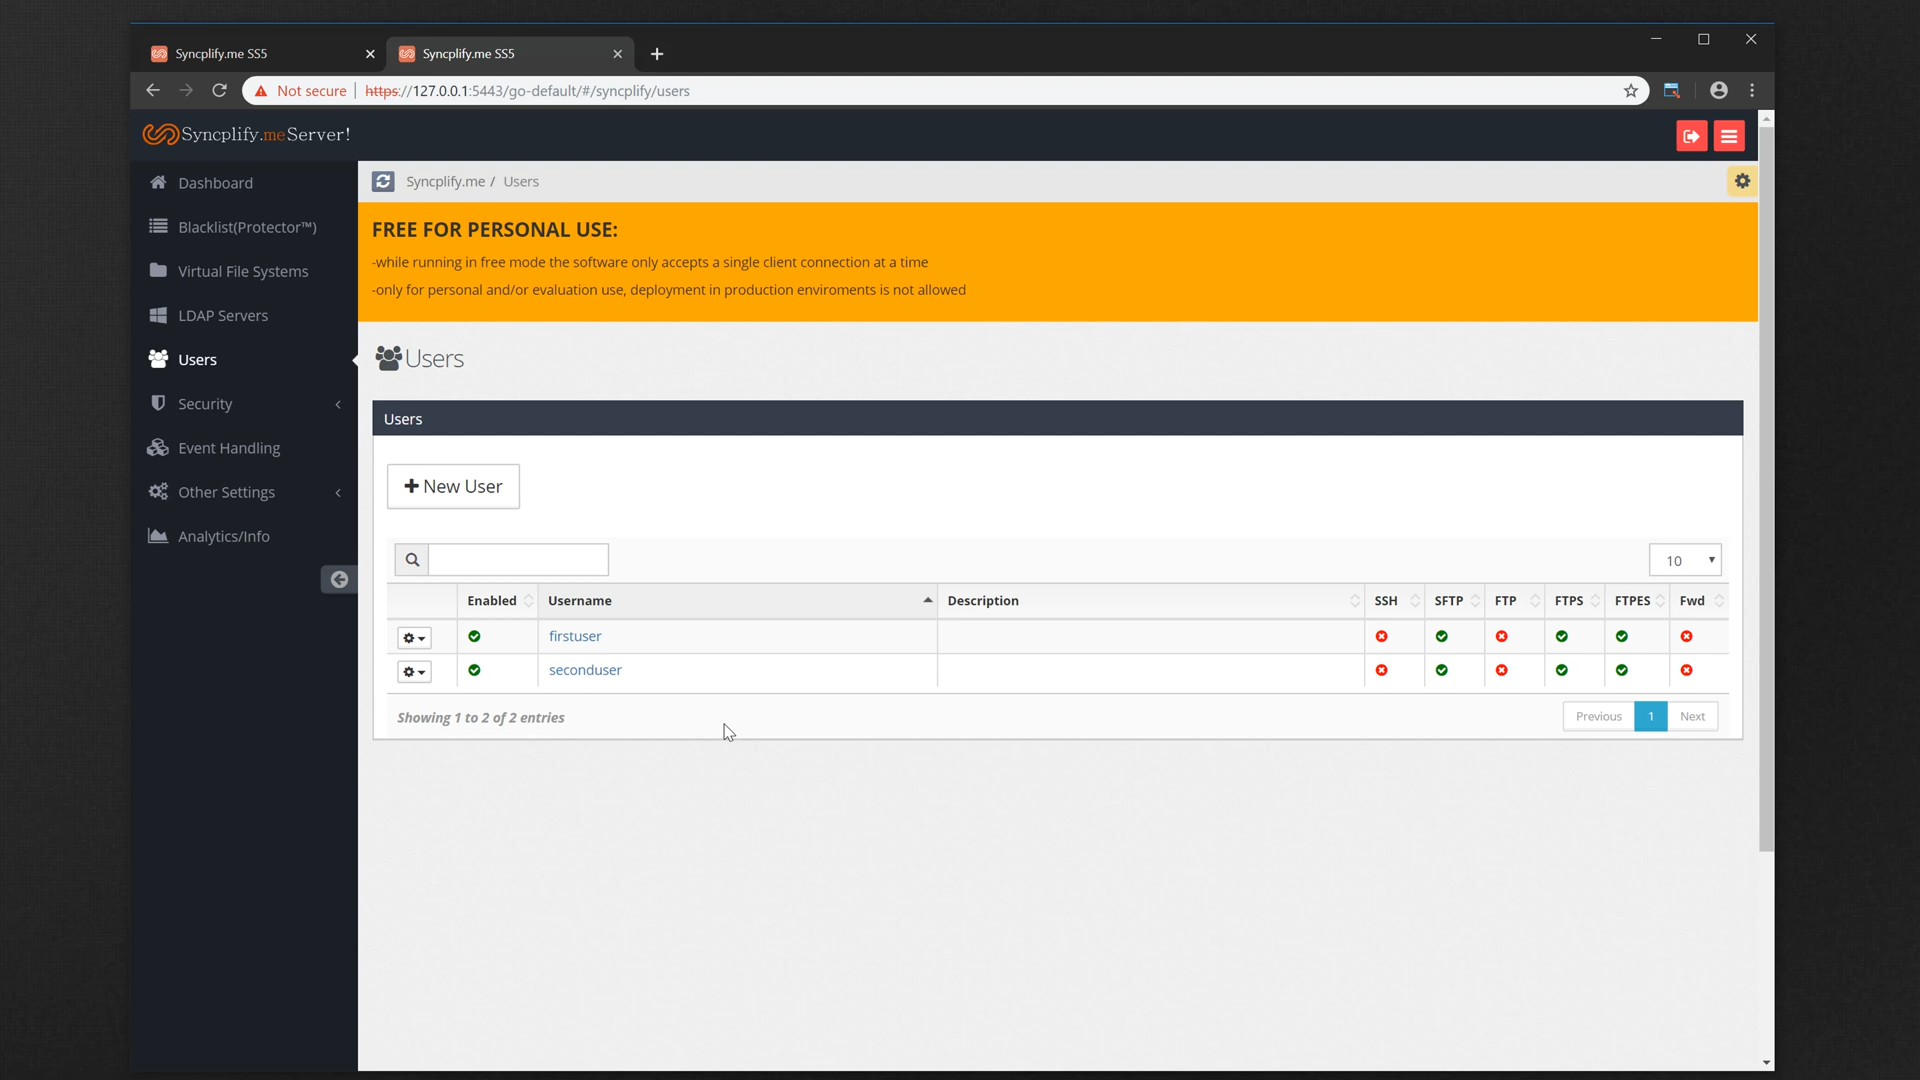 Syncplify.me SS5
Syncplify.me SS5
Not secure
https://127.0.0.1:5443/go-default/#/syncplify/users
Syncplify.meServer!
Dashboard
Blacklist(Protector™)
Virtual File Systems
LDAP Servers
Users
Security
Event Handling
Other Settings
Analytics/Info
Syncplify.me / Users
FREE FOR PERSONAL USE:
-while running in free mode the software only accepts a single client connection at a time
-only for personal and/or evaluation use, deployment in production enviroments is not allowed
Users
Users
New User
10
Enabled Username Description SSH SFTP FTP FTPS FTPES Fwd
firstuser
seconduser
Showing 1 to 2 of 2 entries
Previous 1 Next